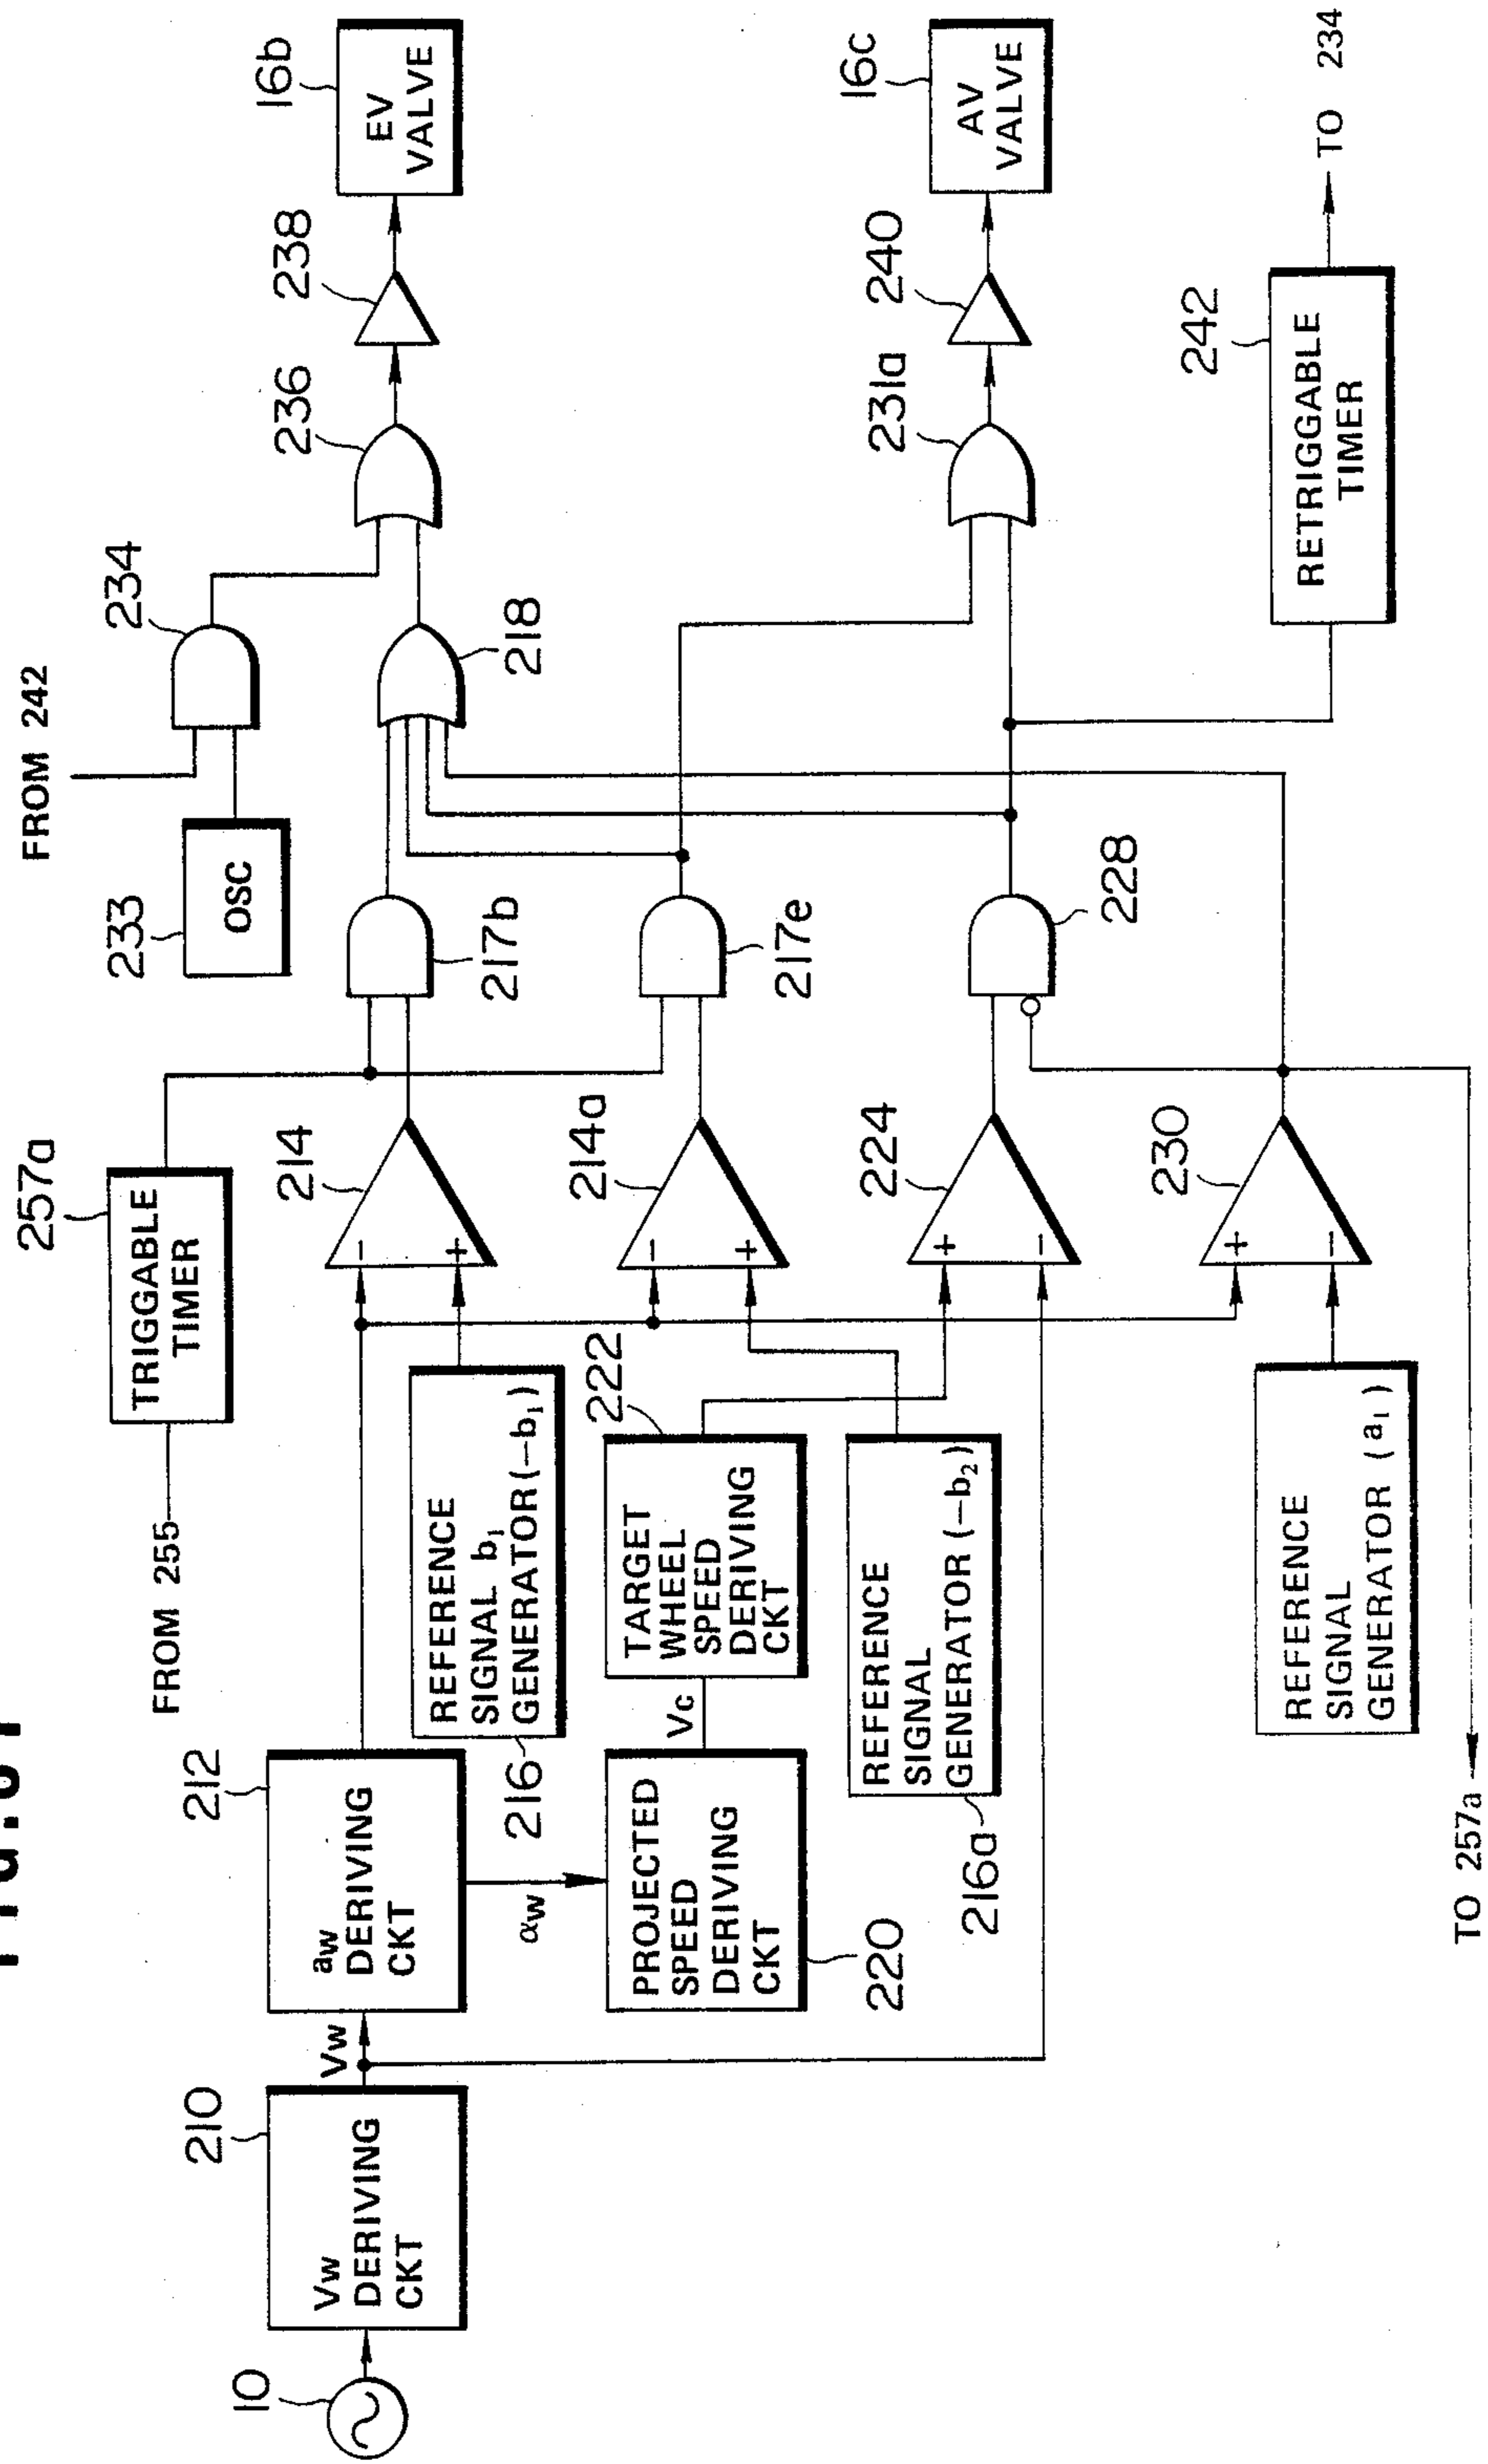 10
210
Vw
DERIVING
CKT
Vw
212
aw
DERIVING
CKT
αw
PROJECTED
SPEED
DERIVING
CKT
220
Vc
TARGET
WHEEL
SPEED
DERIVING
CKT
222
REFERENCE
SIGNAL b1
GENERATOR (−b1)
216
REFERENCE
SIGNAL
GENERATOR (−b2)
216a
REFERENCE
SIGNAL
GENERATOR (a1)
TO 257a
FROM 255
TRIGGABLE
TIMER
257a
214
−
+
214a
−
+
224
+
−
230
+
−
217b
217e
228
233
OSC
FROM 242
234
218
236
238
16b
EV
VALVE
231a
240
16c
AV
VALVE
242
RETRIGGABLE
TIMER
TO 234